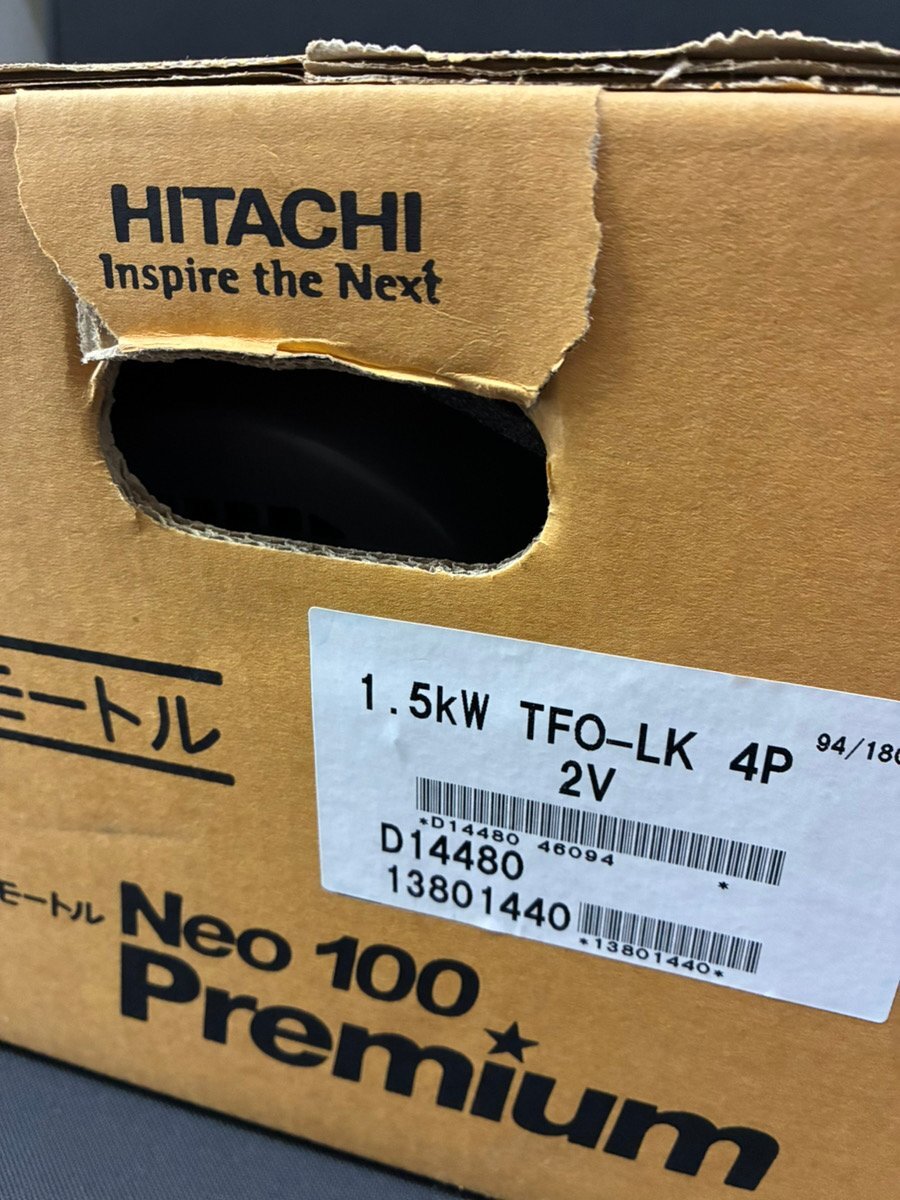 HITACHI
Inspire the Next
モートル
1.5kW TFO-LK 4P
2V
*D14480 46094 *
D14480
13801440
*13801440*
モートル
Neo 100
Premium